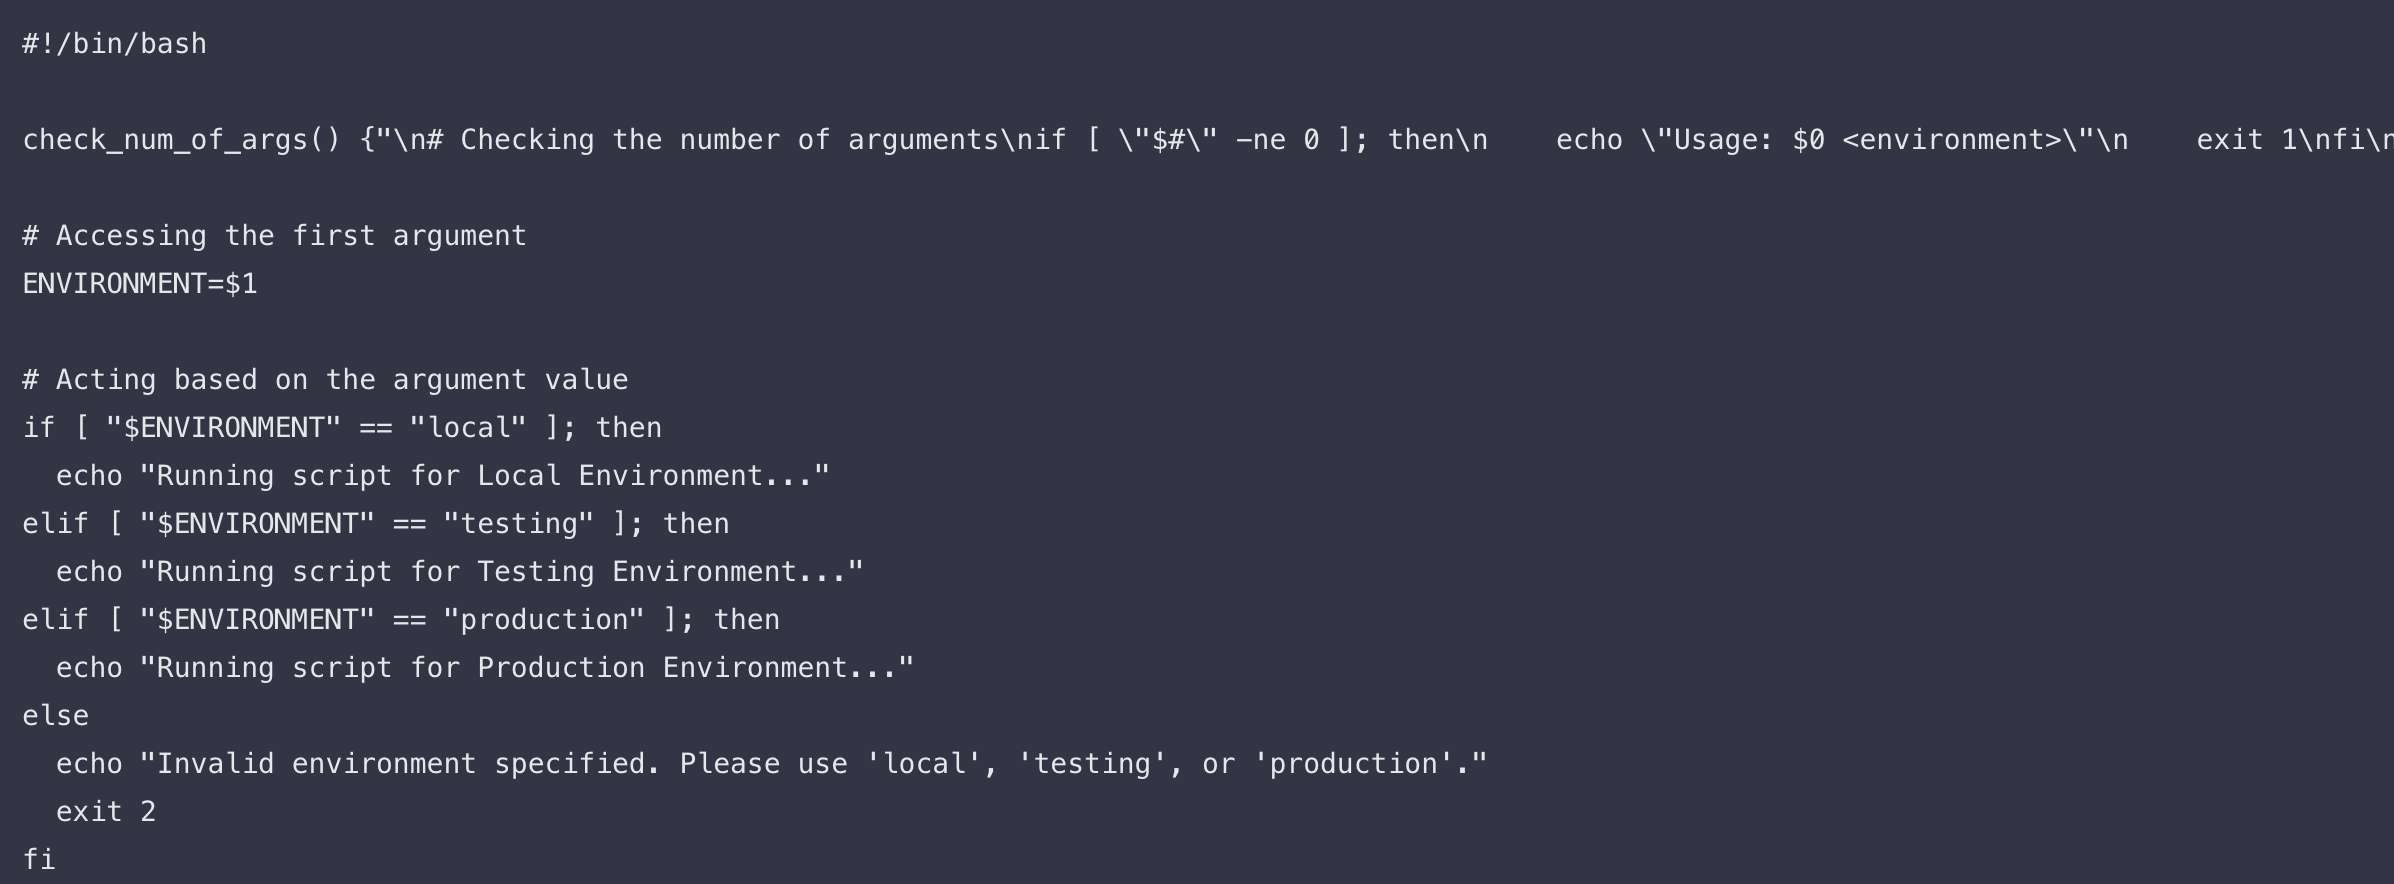 #!/bin/bash
check_num_of_args() {"\n# Checking the number of arguments\nif [ \"$#\" -ne 0 ]; then\n    echo \"Usage: $0 <environment>\"\n    exit 1\nfi\n
# Accessing the first argument
ENVIRONMENT=$1
# Acting based on the argument value
if [ "$ENVIRONMENT" == "local" ]; then
  echo "Running script for Local Environment..."
elif [ "$ENVIRONMENT" == "testing" ]; then
  echo "Running script for Testing Environment..."
elif [ "$ENVIRONMENT" == "production" ]; then
  echo "Running script for Production Environment..."
else
  echo "Invalid environment specified. Please use 'local', 'testing', or 'production'."
  exit 2
fi